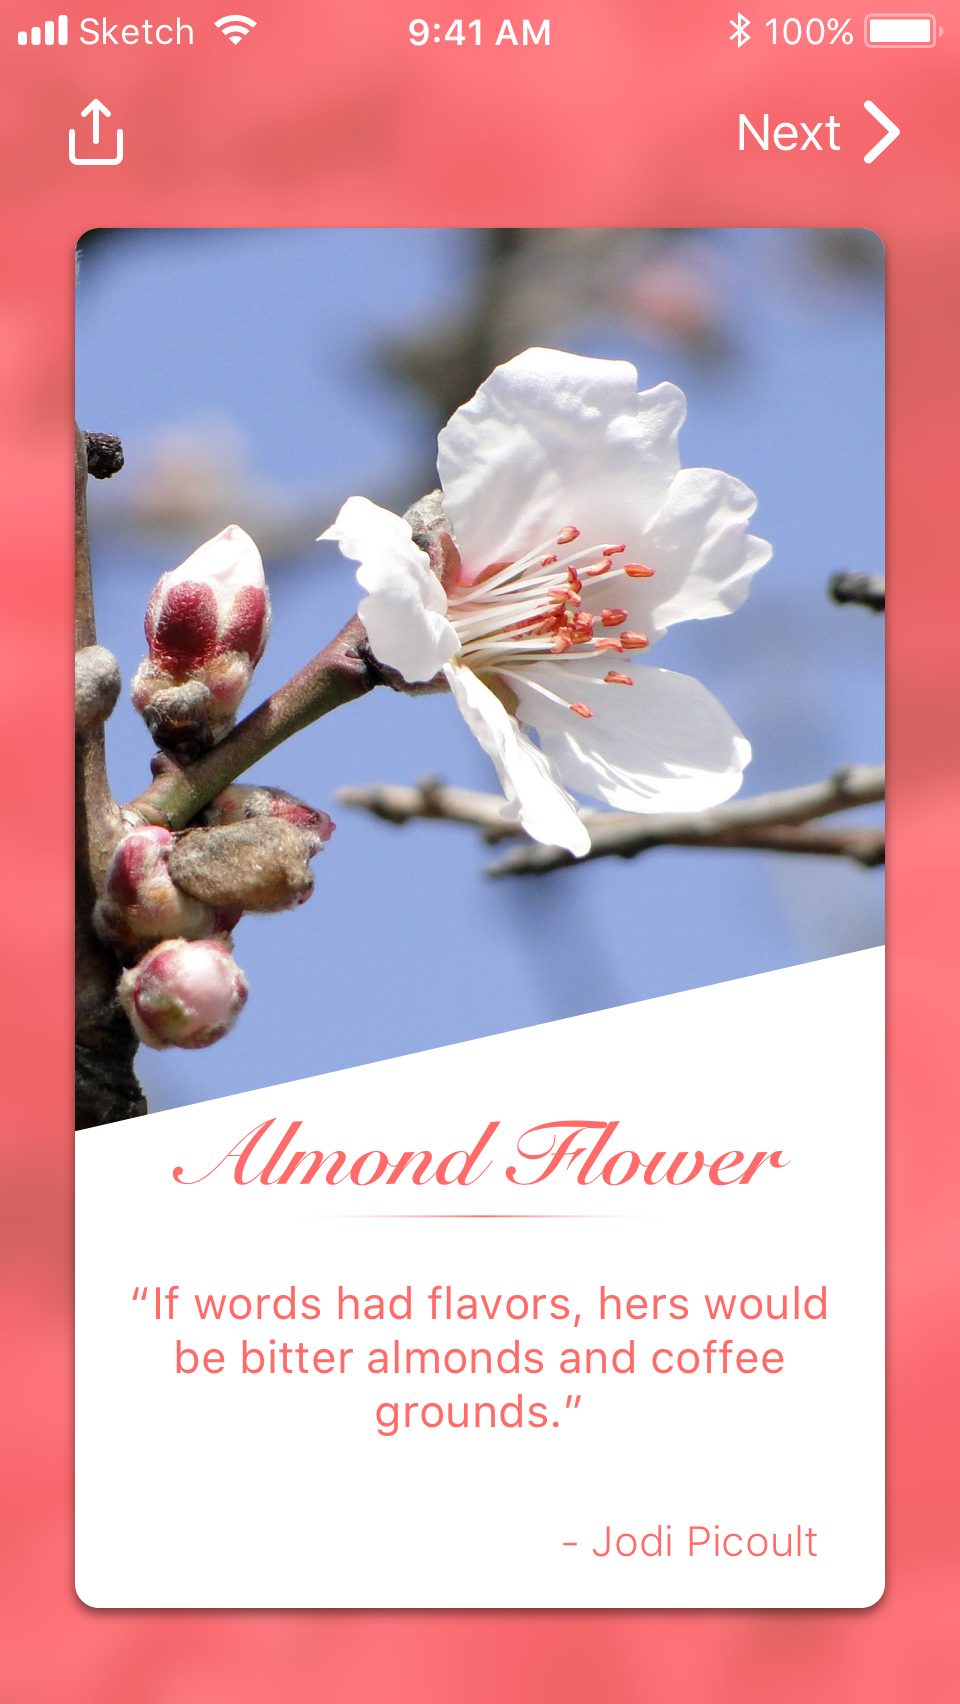 Sketch 9:41 AM 100%
Next
Almond Flower
“If words had flavors, hers would
be bitter almonds and coffee
grounds.”
- Jodi Picoult